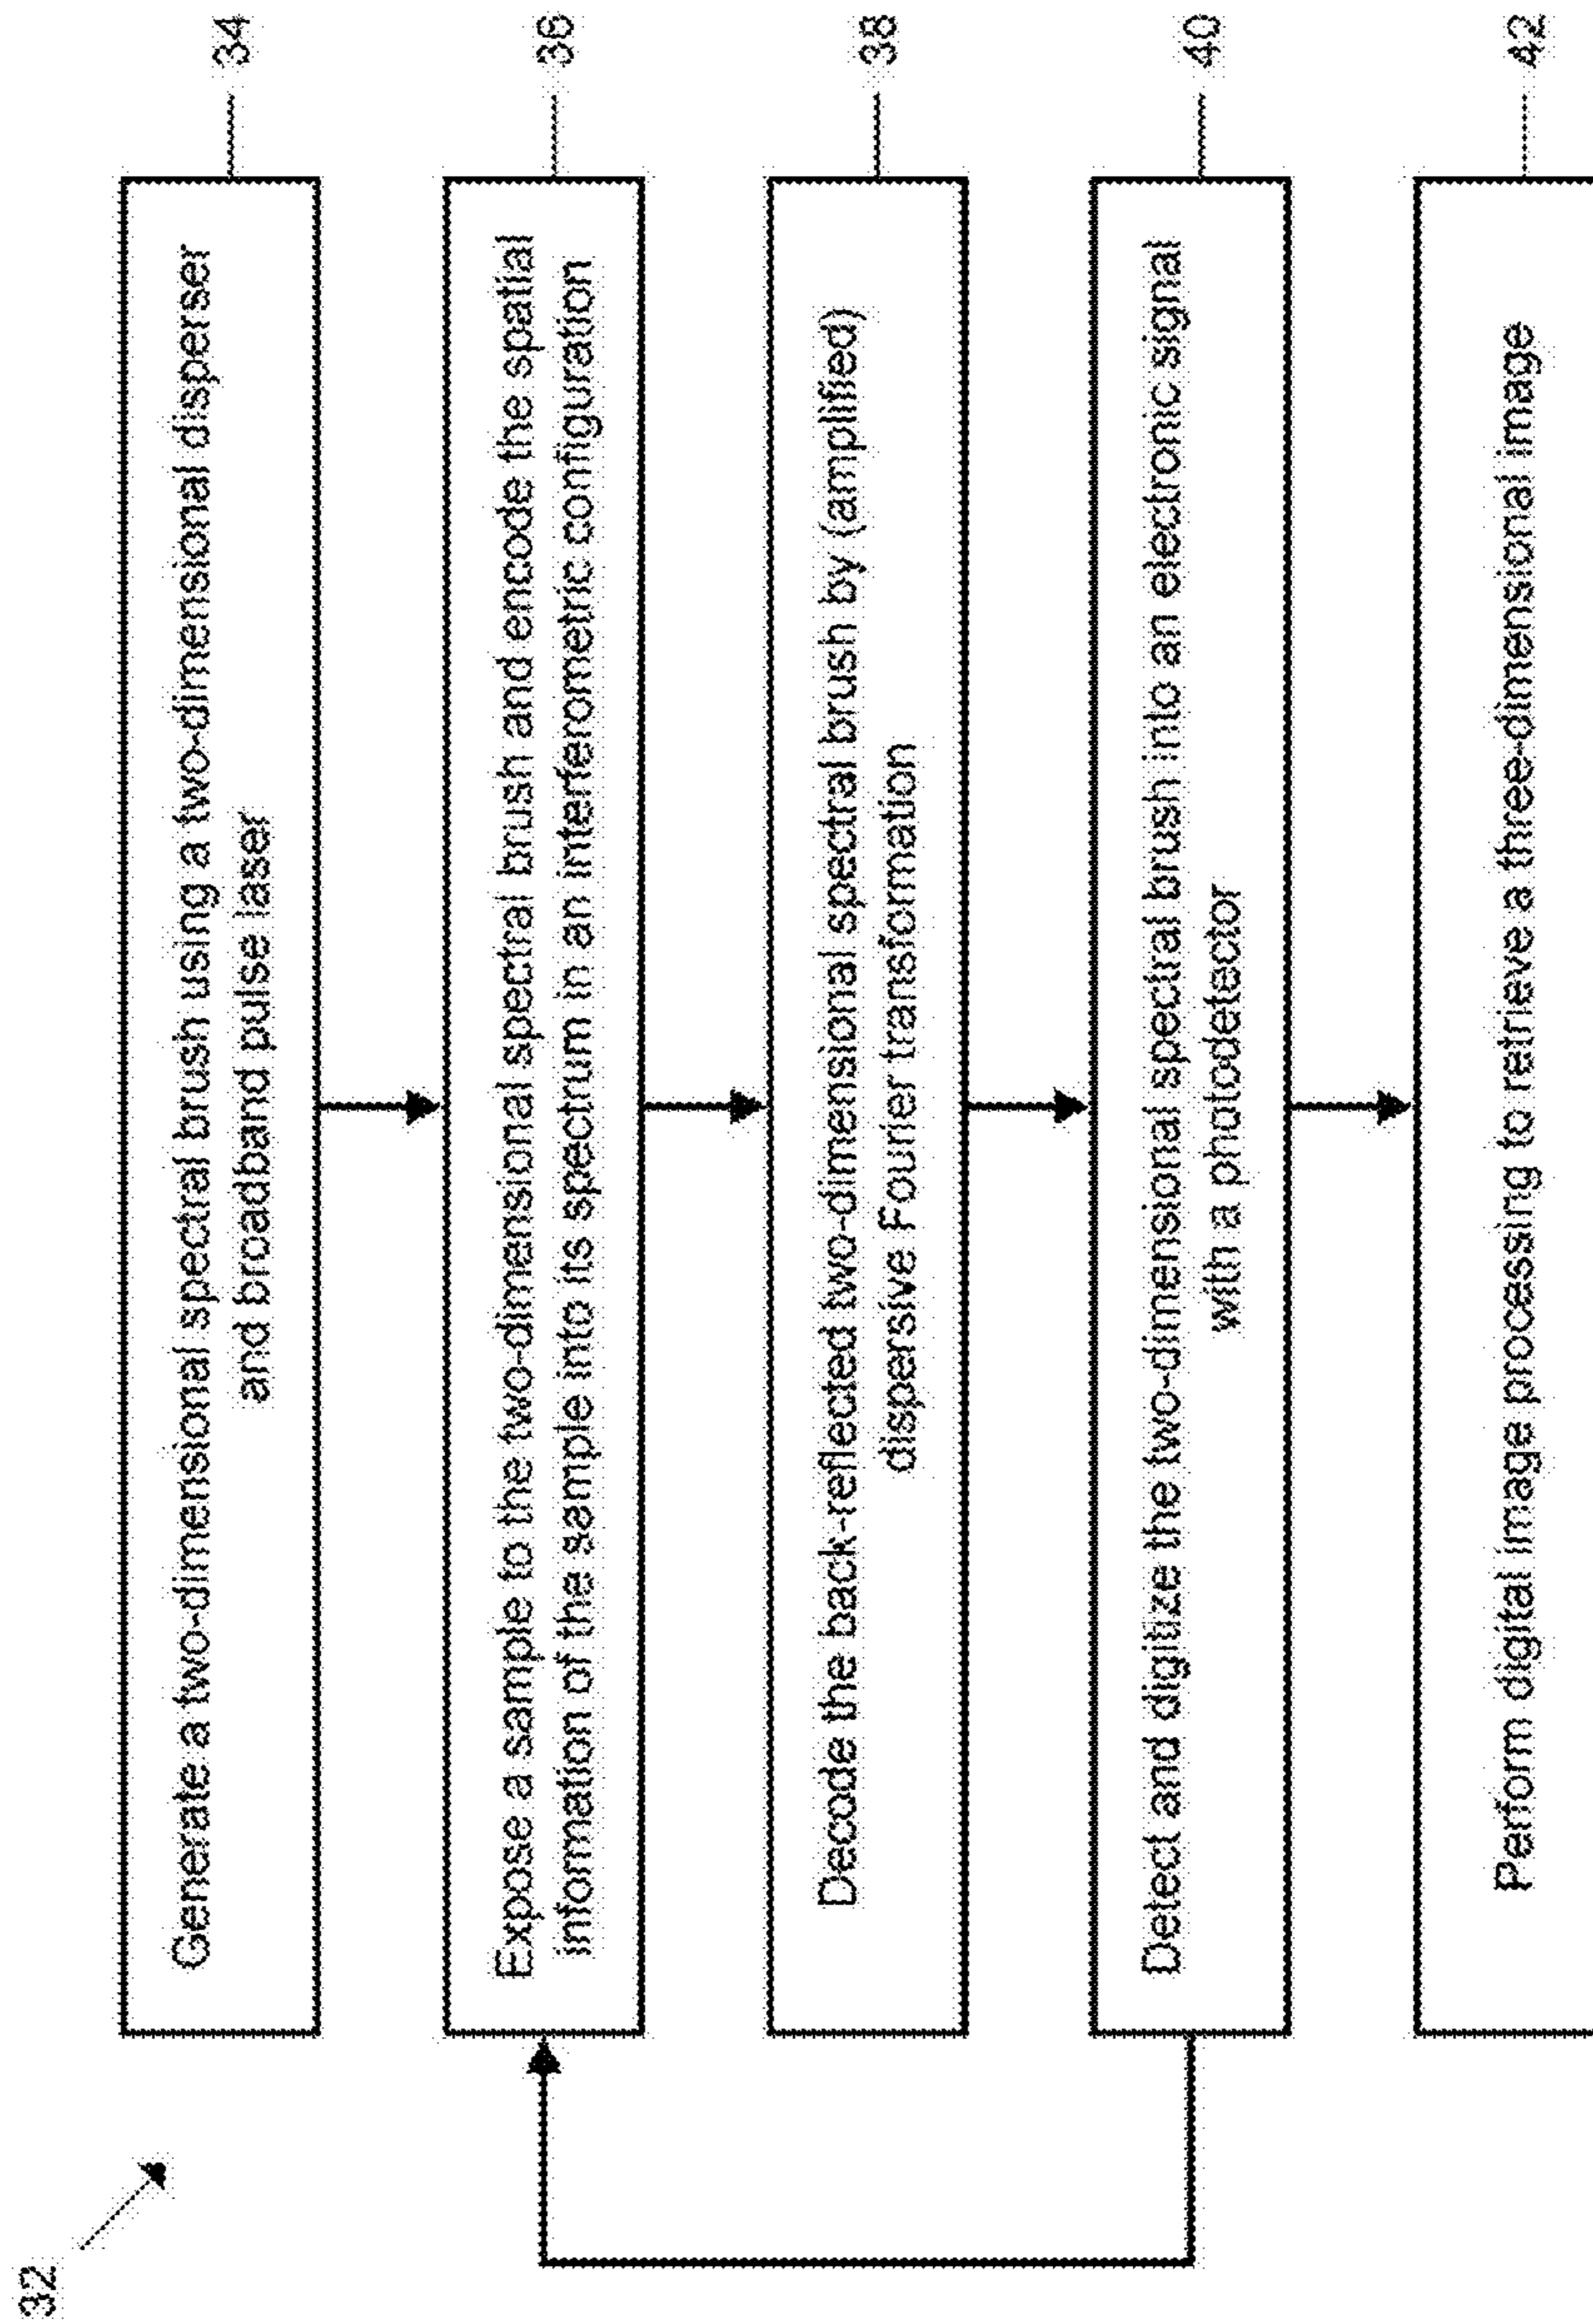 32
Generate a two-dimensional spectral brush using a two-dimensional disperser
and broadband pulse laser
34
Expose a sample to the two-dimensional spectral brush and encode the spatial
information of the sample into its spectrum in an interferometric configuration
36
Decode the back-reflected two-dimensional spectral brush by (amplified)
dispersive Fourier transformation
38
Detect and digitize the two-dimensional spectral brush into an electronic signal
with a photodetector
40
Perform digital image processing to retrieve a three-dimensional image
42